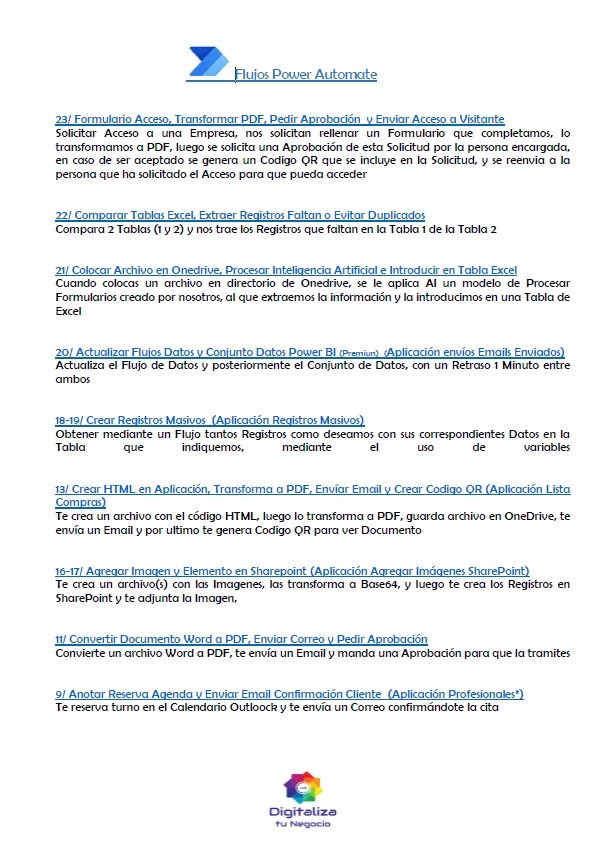 Flujos Power Automate
23/ Formulario Acceso, Transformar PDF, Pedir Aprobación y Enviar Acceso a Visitante
Solicitar Acceso a una Empresa, nos solicitan rellenar un Formulario que completamos, lo
transformamos a PDF, luego se solicita una Aprobación de esta Solicitud por la persona encargada,
en caso de ser aceptado se genera un Codigo QR que se incluye en la Solicitud, y se reenvia a la
persona que ha solicitado el Acceso para que pueda acceder
22/ Comparar Tablas Excel, Extraer Registros Faltan o Evitar Duplicados
Compara 2 Tablas (1 y 2) y nos trae los Registros que faltan en la Tabla 1 de la Tabla 2
21/ Colocar Archivo en Onedrive, Procesar Inteligencia Artificial e Introducir en Tabla Excel
Cuando colocas un archivo en directorio de Onedrive, se le aplica AI un modelo de Procesar
Formularios creado por nosotros, al que extraemos la información y la introducimos en una Tabla de
Excel
20/ Actualizar Flujos Datos y Conjunto Datos Power BI (Premiun) (Aplicación envíos Emails Enviados)
Actualiza el Flujo de Datos y posteriormente el Conjunto de Datos, con un Retraso 1 Minuto entre
ambos
18-19/ Crear Registros Masivos (Aplicación Registros Masivos)
Obtener mediante un Flujo tantos Registros como deseamos con sus correspondientes Datos en la
Tabla que indiquemos, mediante el uso de variables
13/ Crear HTML en Aplicación, Transforma a PDF, Envíar Email y Crear Codigo QR (Aplicación Lista
Compras)
Te crea un archivo con el código HTML, luego lo transforma a PDF, guarda archivo en OneDrive, te
envía un Email y por ultimo te genera Codigo QR para ver Documento
16-17/ Agregar Imagen y Elemento en Sharepoint (Aplicación Agregar Imágenes SharePoint)
Te crea un archivo(s) con las Imagenes, las transforma a Base64, y luego te crea los Registros en
SharePoint y te adjunta la Imagen,
11/ Convertir Documento Word a PDF, Enviar Correo y Pedir Aprobación
Convierte un archivo Word a PDF, te envía un Email y manda una Aprobación para que la tramites
9/ Anotar Reserva Agenda y Enviar Email Confirmación Cliente (Aplicación Profesionales*)
Te reserva turno en el Calendario Outloock y te envía un Correo confirmándote la cita
Digitaliza
tu Negocio